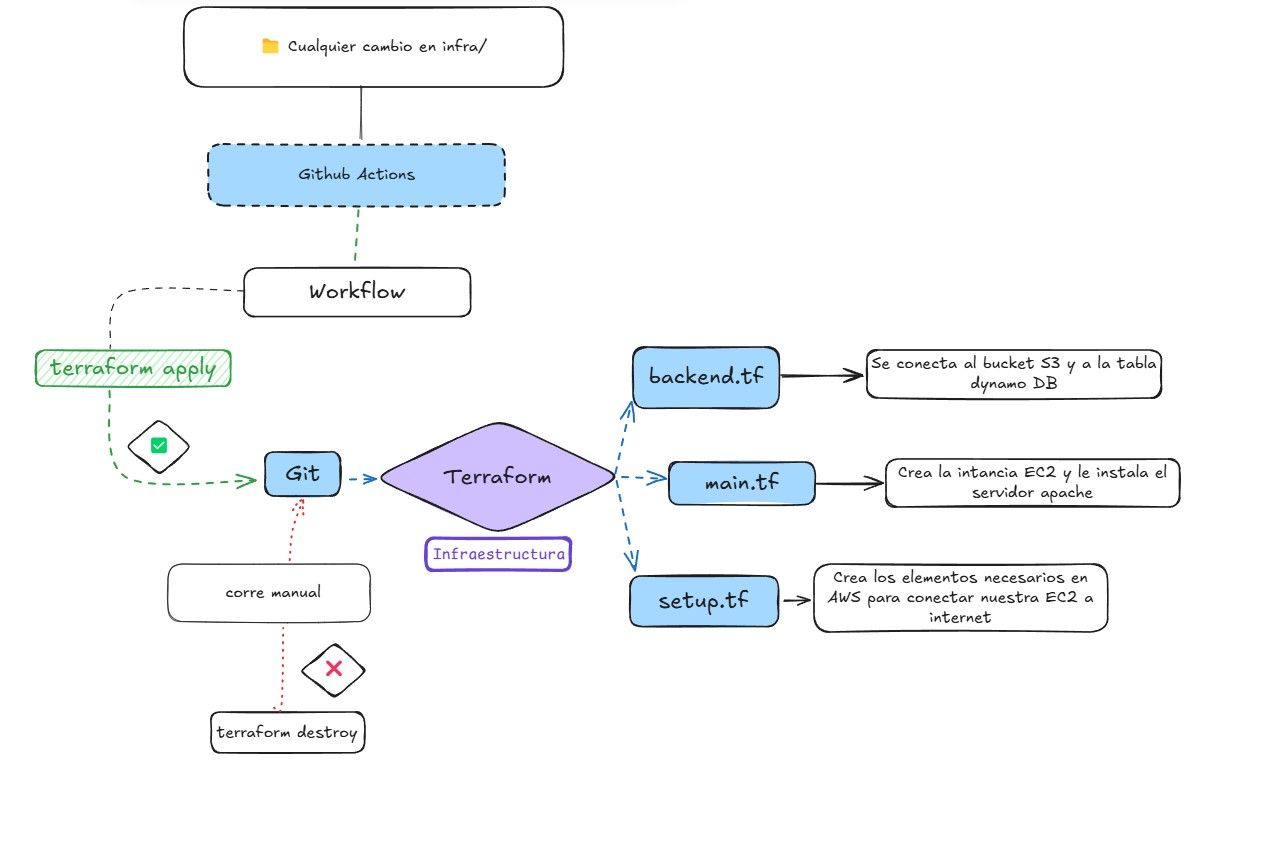 📁 Cualquier cambio en infra/
Github Actions
Workflow
terraform apply
✅
Git
Terraform
Infraestructura
backend.tf
Se conecta al bucket S3 y a la tabla
dynamo DB
main.tf
Crea la intancia EC2 y le instala el
servidor apache
setup.tf
Crea los elementos necesarios en
AWS para conectar nuestra EC2 a
internet
corre manual
❌
terraform destroy